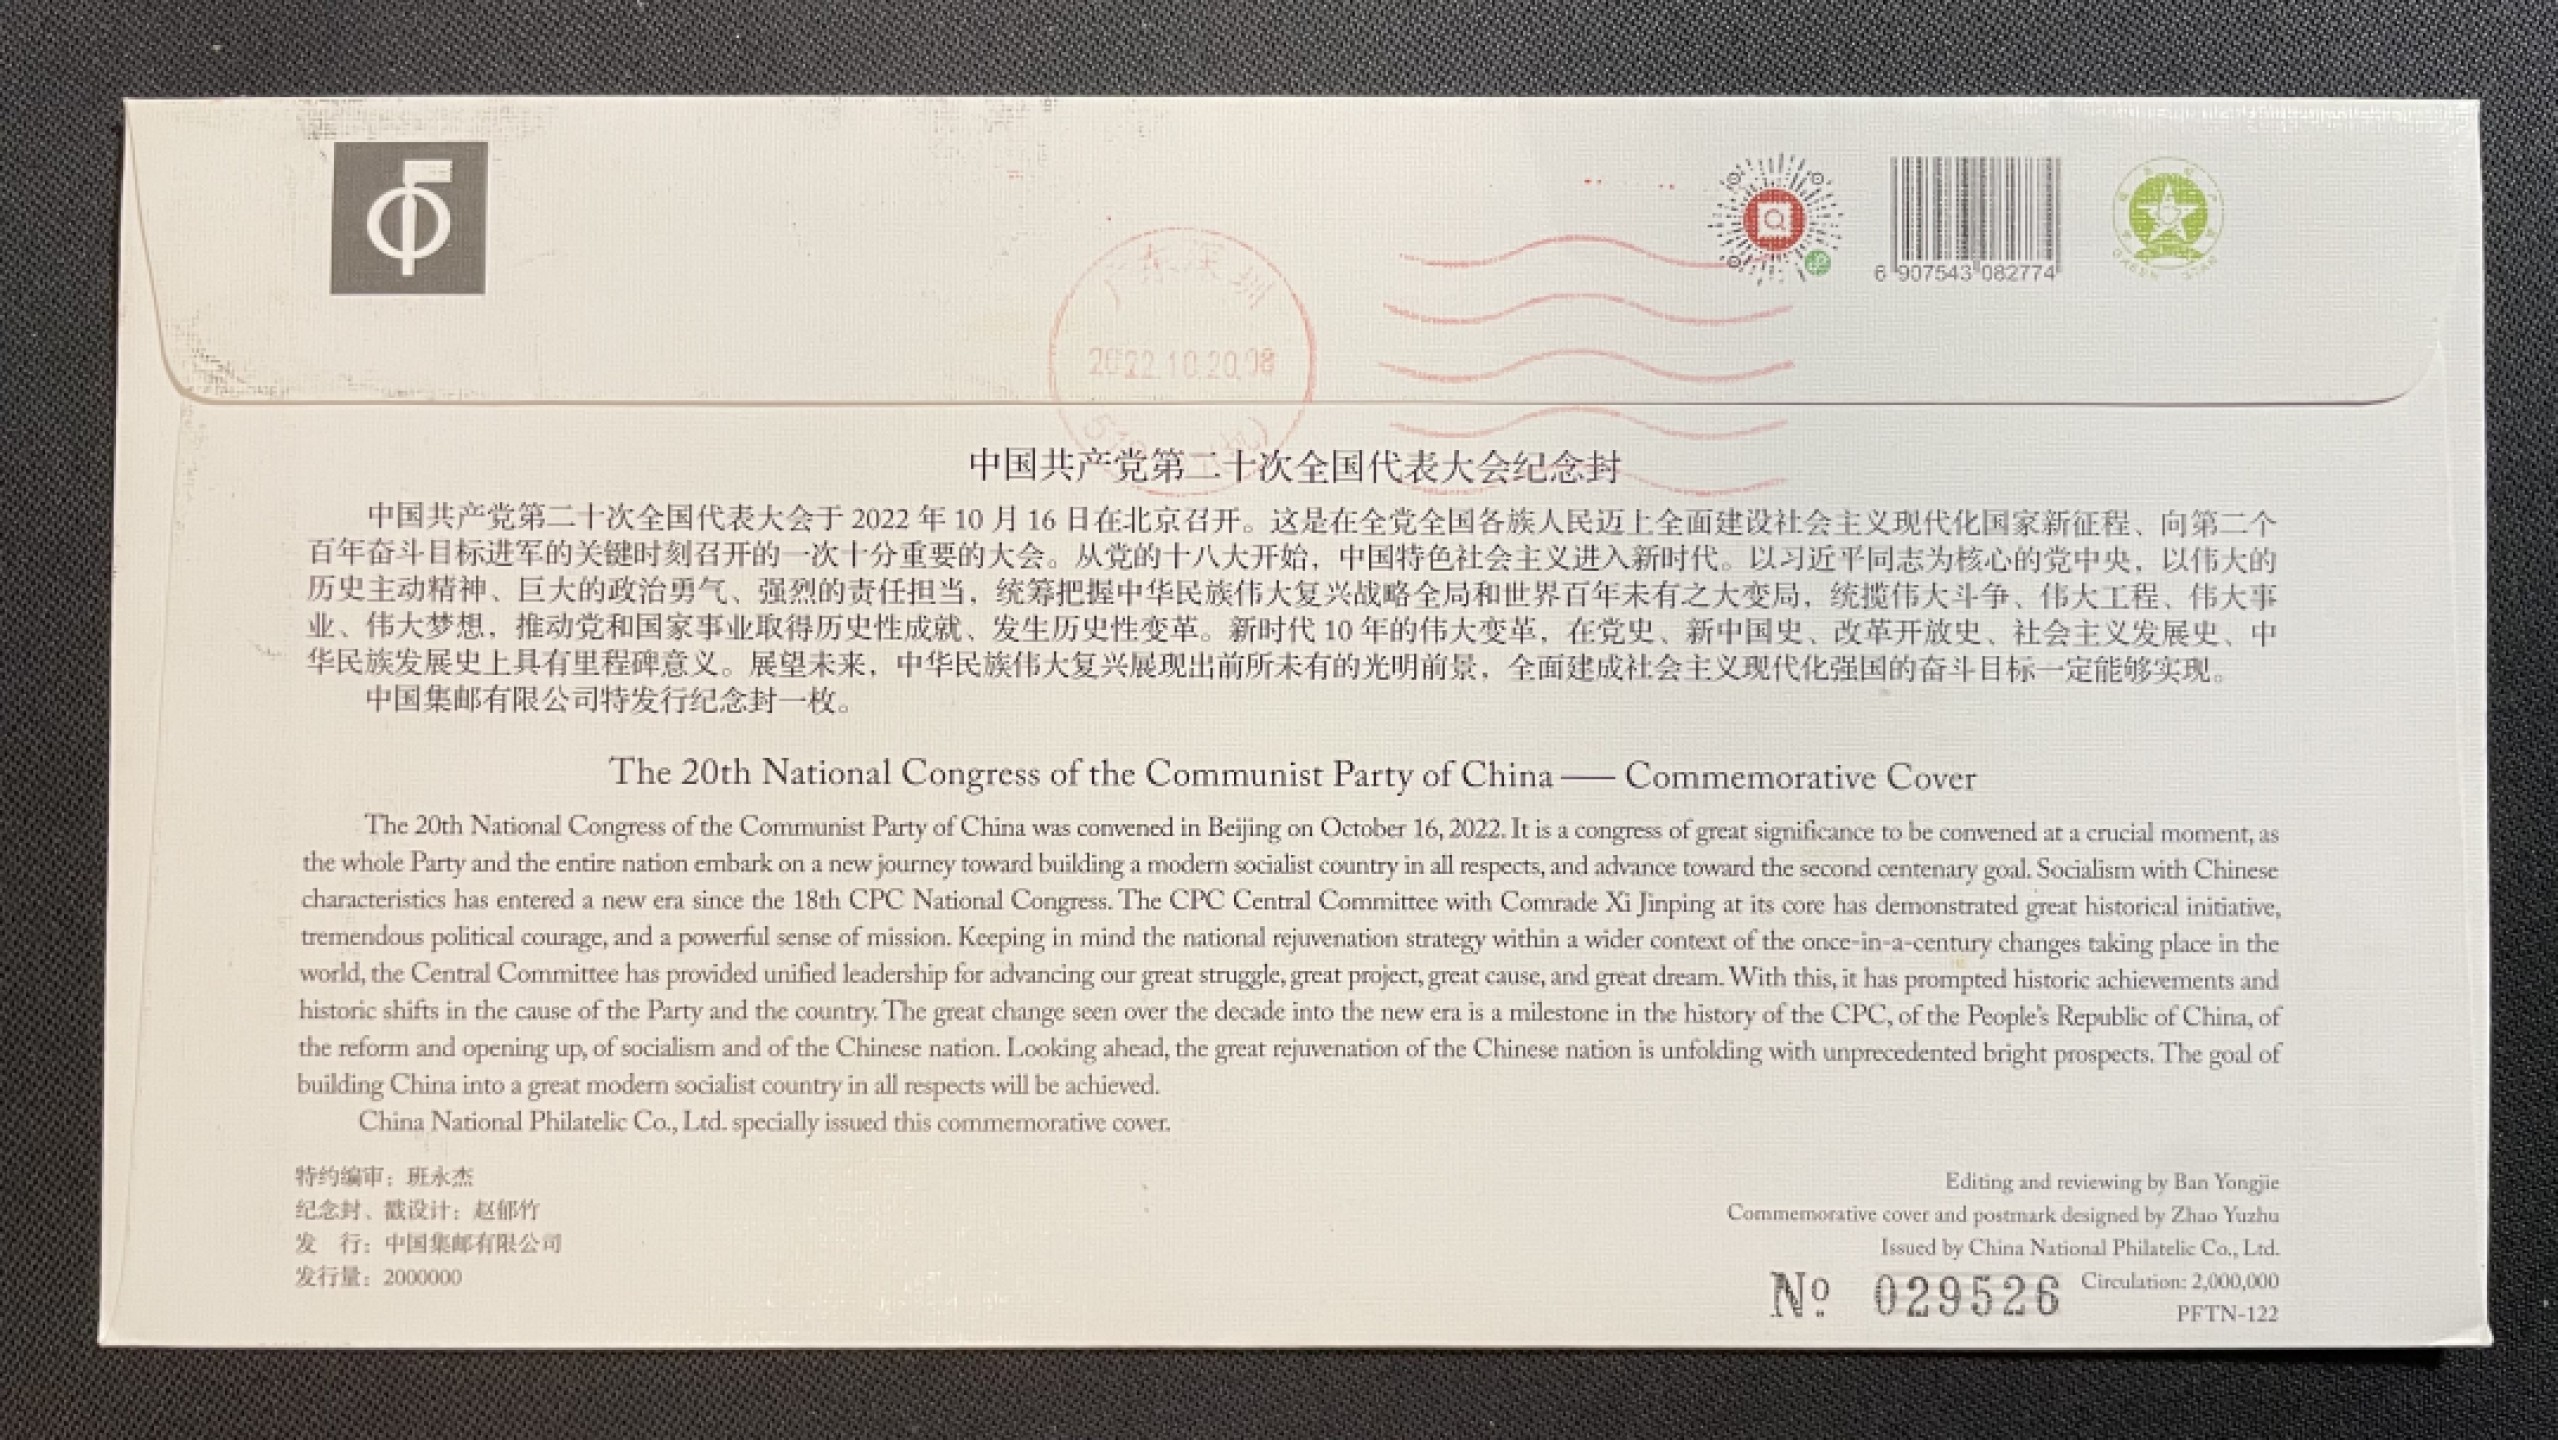 6 907543 082774
GREEN STAR
东深圳
2022.10.20.08
中国共产党第二十次全国代表大会纪念封
中国共产党第二十次全国代表大会于 2022 年 10 月 16 日在北京召开。这是在全党全国各族人民迈上全面建设社会主义现代化国家新征程、向第二个
百年奋斗目标进军的关键时刻召开的一次十分重要的大会。从党的十八大开始，中国特色社会主义进入新时代。以习近平同志为核心的党中央，以伟大的
历史主动精神、巨大的政治勇气、强烈的责任担当，统筹把握中华民族伟大复兴战略全局和世界百年未有之大变局，统揽伟大斗争、伟大工程、伟大事
业、伟大梦想，推动党和国家事业取得历史性成就、发生历史性变革。新时代 10 年的伟大变革，在党史、新中国史、改革开放史、社会主义发展史、中
华民族发展史上具有里程碑意义。展望未来，中华民族伟大复兴展现出前所未有的光明前景，全面建成社会主义现代化强国的奋斗目标一定能够实现。
中国集邮有限公司特发行纪念封一枚。
The 20th National Congress of the Communist Party of China —— Commemorative Cover
The 20th National Congress of the Communist Party of China was convened in Beijing on October 16, 2022. It is a congress of great significance to be convened at a crucial moment, as
the whole Party and the entire nation embark on a new journey toward building a modern socialist country in all respects, and advance toward the second centenary goal. Socialism with Chinese
characteristics has entered a new era since the 18th CPC National Congress. The CPC Central Committee with Comrade Xi Jinping at its core has demonstrated great historical initiative,
tremendous political courage, and a powerful sense of mission. Keeping in mind the national rejuvenation strategy within a wider context of the once-in-a-century changes taking place in the
world, the Central Committee has provided unified leadership for advancing our great struggle, great project, great cause, and great dream. With this, it has prompted historic achievements and
historic shifts in the cause of the Party and the country. The great change seen over the decade into the new era is a milestone in the history of the CPC, of the People's Republic of China, of
the reform and opening up, of socialism and of the Chinese nation. Looking ahead, the great rejuvenation of the Chinese nation is unfolding with unprecedented bright prospects. The goal of
building China into a great modern socialist country in all respects will be achieved.
China National Philatelic Co., Ltd. specially issued this commemorative cover.
特约编审：班永杰
纪念封、戳设计：赵郁竹
发　行：中国集邮有限公司
发行量：2000000
Editing and reviewing by Ban Yongjie
Commemorative cover and postmark designed by Zhao Yuzhu
Issued by China National Philatelic Co., Ltd.
Circulation: 2,000,000
№ 029526
PFTN-122